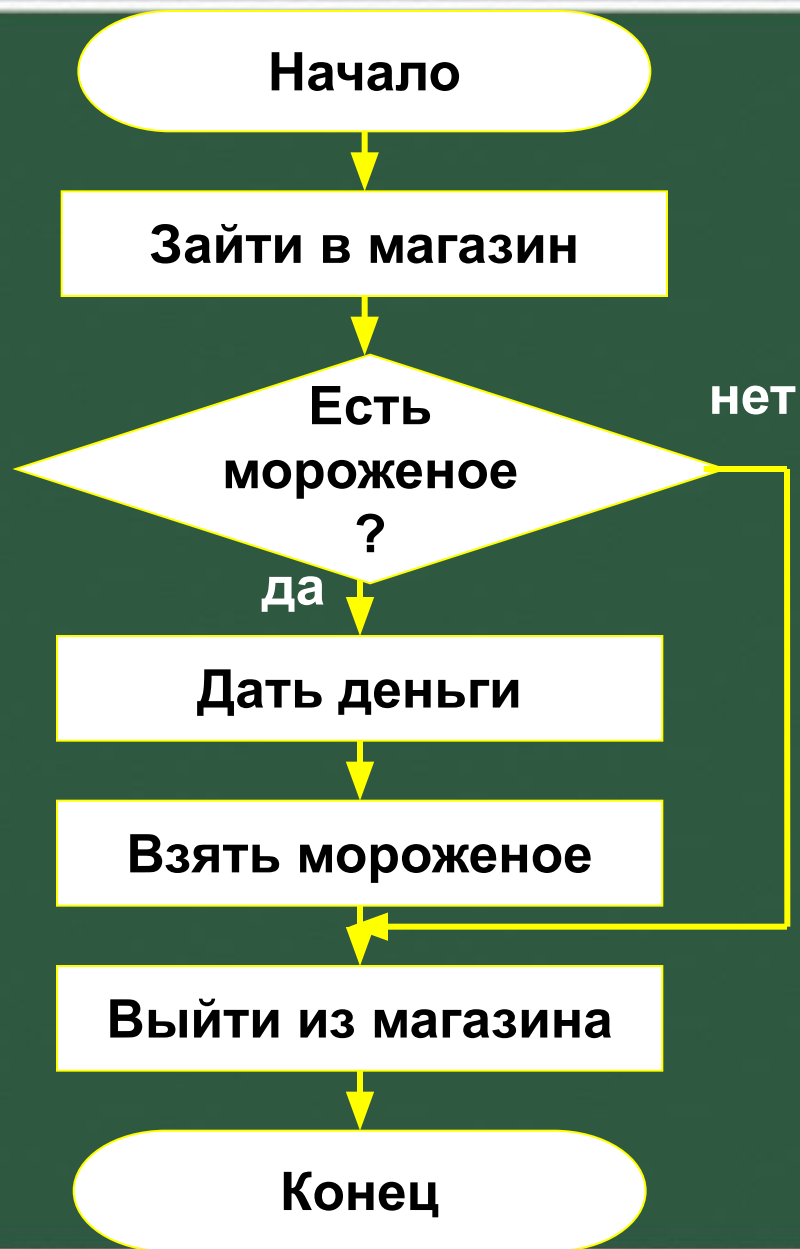 Начало
Зайти в магазин
Есть
нет
мороженое
?
да
Дать деньги
Взять мороженое
Выйти из магазина
Конец